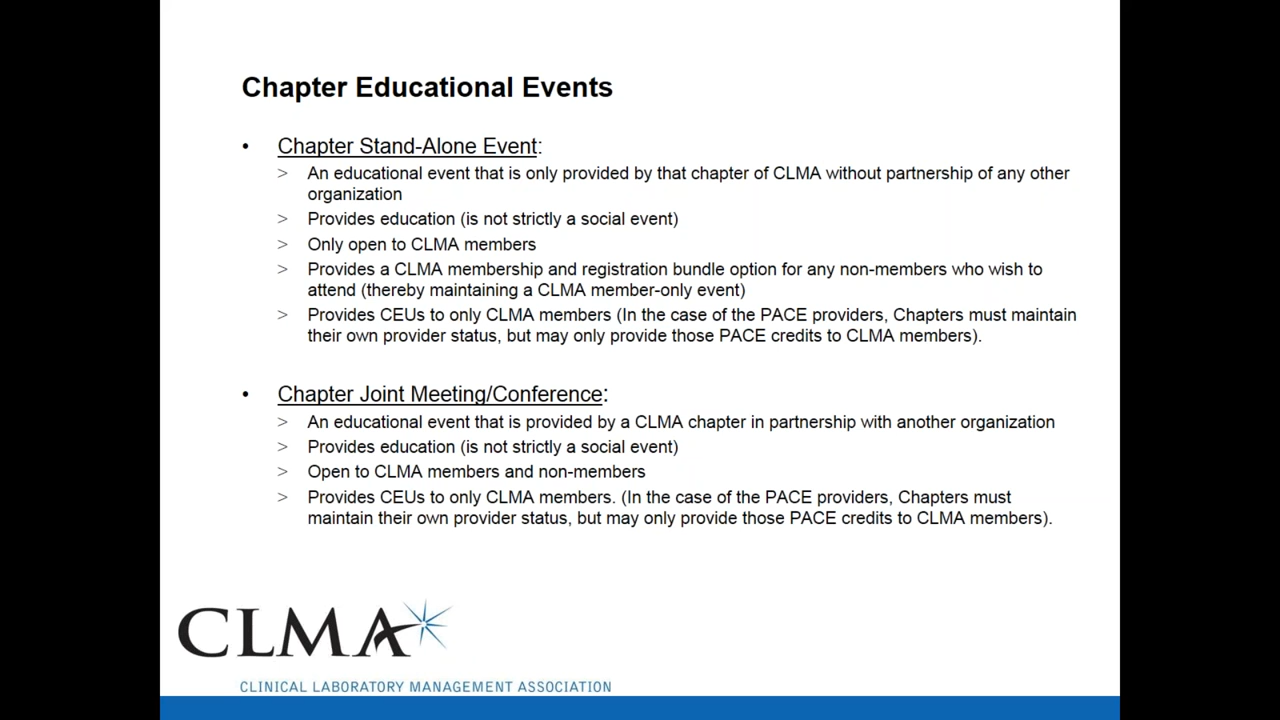 Chapter Educational Events
• Chapter Stand-Alone Event:
> An educational event that is only provided by that chapter of CLMA without partnership of any other
organization
> Provides education (is not strictly a social event)
> Only open to CLMA members
> Provides a CLMA membership and registration bundle option for any non-members who wish to
attend (thereby maintaining a CLMA member-only event)
> Provides CEUs to only CLMA members (In the case of the PACE providers, Chapters must maintain
their own provider status, but may only provide those PACE credits to CLMA members).
• Chapter Joint Meeting/Conference:
> An educational event that is provided by a CLMA chapter in partnership with another organization
> Provides education (is not strictly a social event)
> Open to CLMA members and non-members
> Provides CEUs to only CLMA members. (In the case of the PACE providers, Chapters must
maintain their own provider status, but may only provide those PACE credits to CLMA members).
CLMA
CLINICAL LABORATORY MANAGEMENT ASSOCIATION